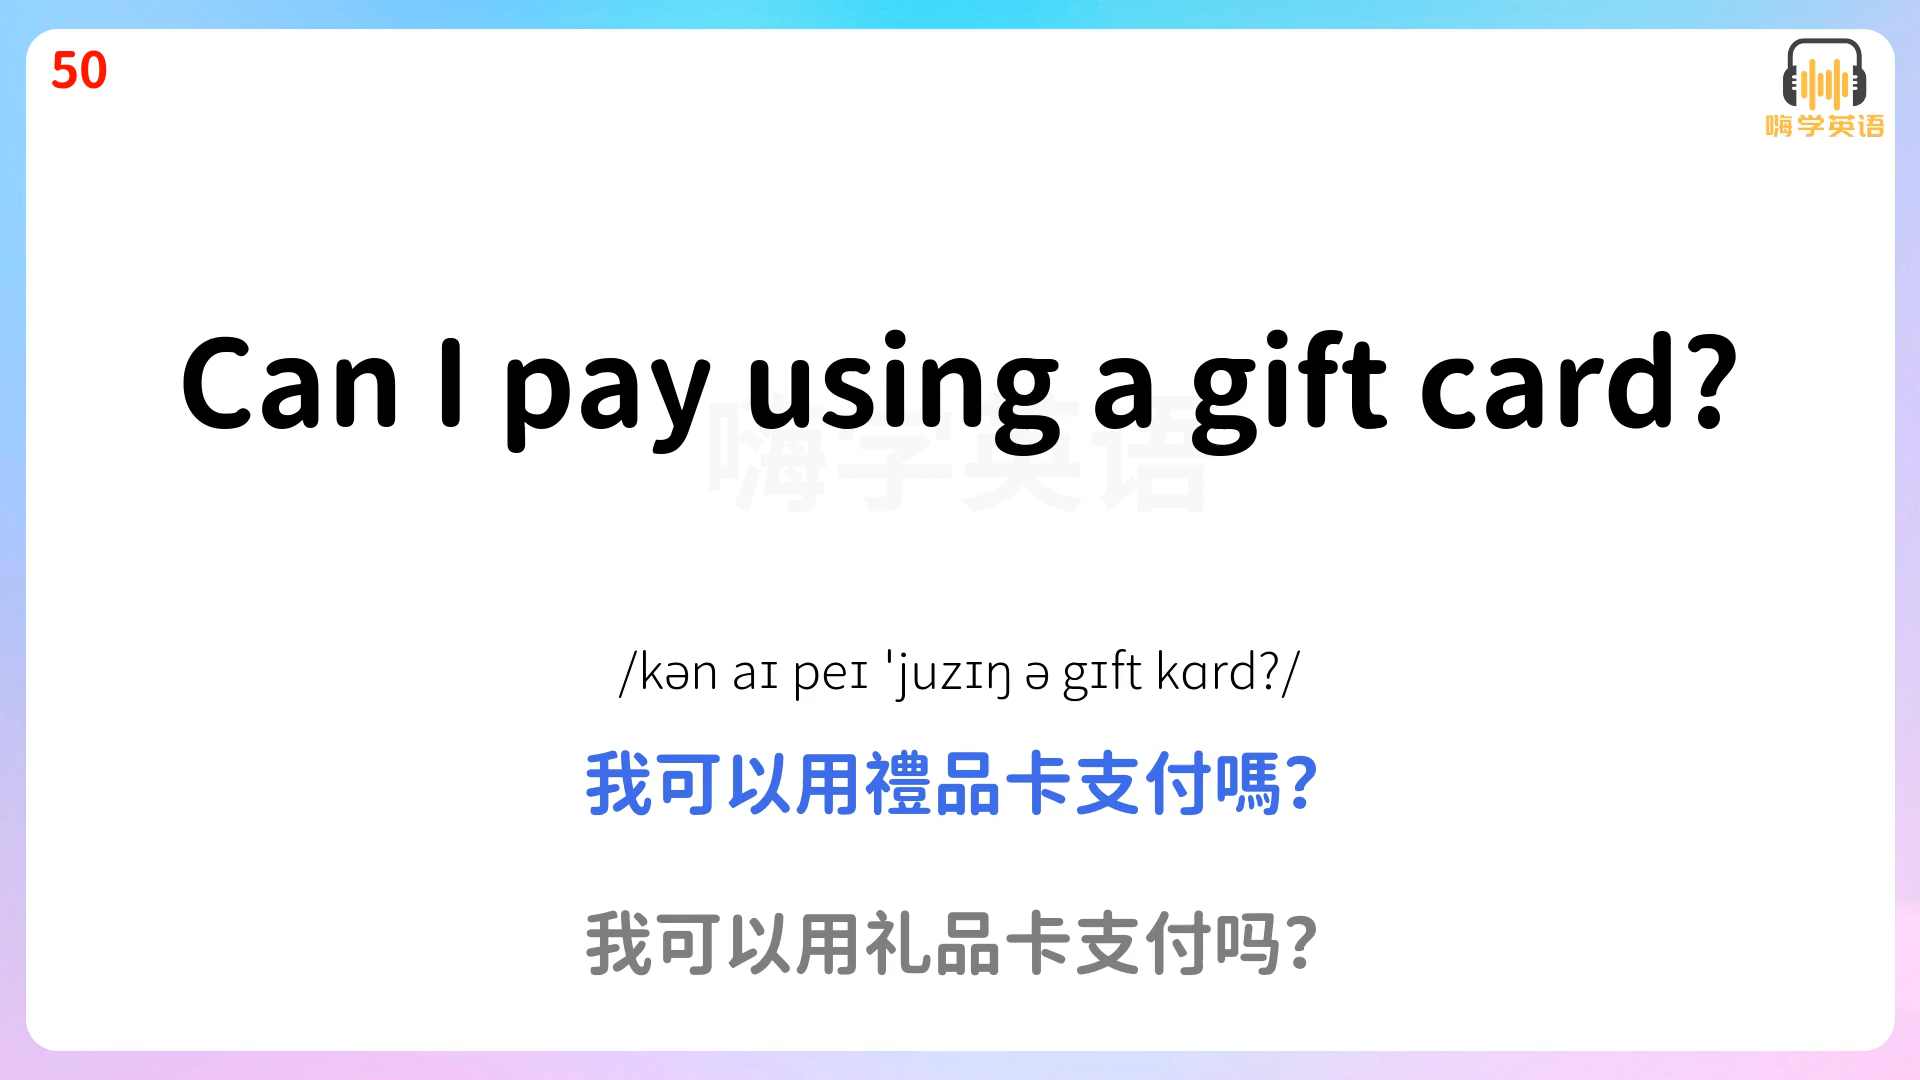 50
嗨学英语
Can I pay using a gift card?
嗨学英语
/kən aɪ peɪ ˈjuzɪŋ ə gɪft kɑrd?/
我可以用禮品卡支付嗎?
我可以用礼品卡支付吗?